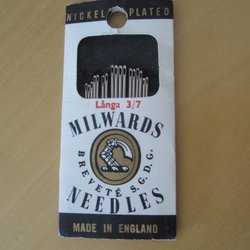 NICKEL PLATED
Långa 3/7
MILWARDS
BREVETÉ S.G.D.G.
NEEDLES
MADE IN ENGLAND